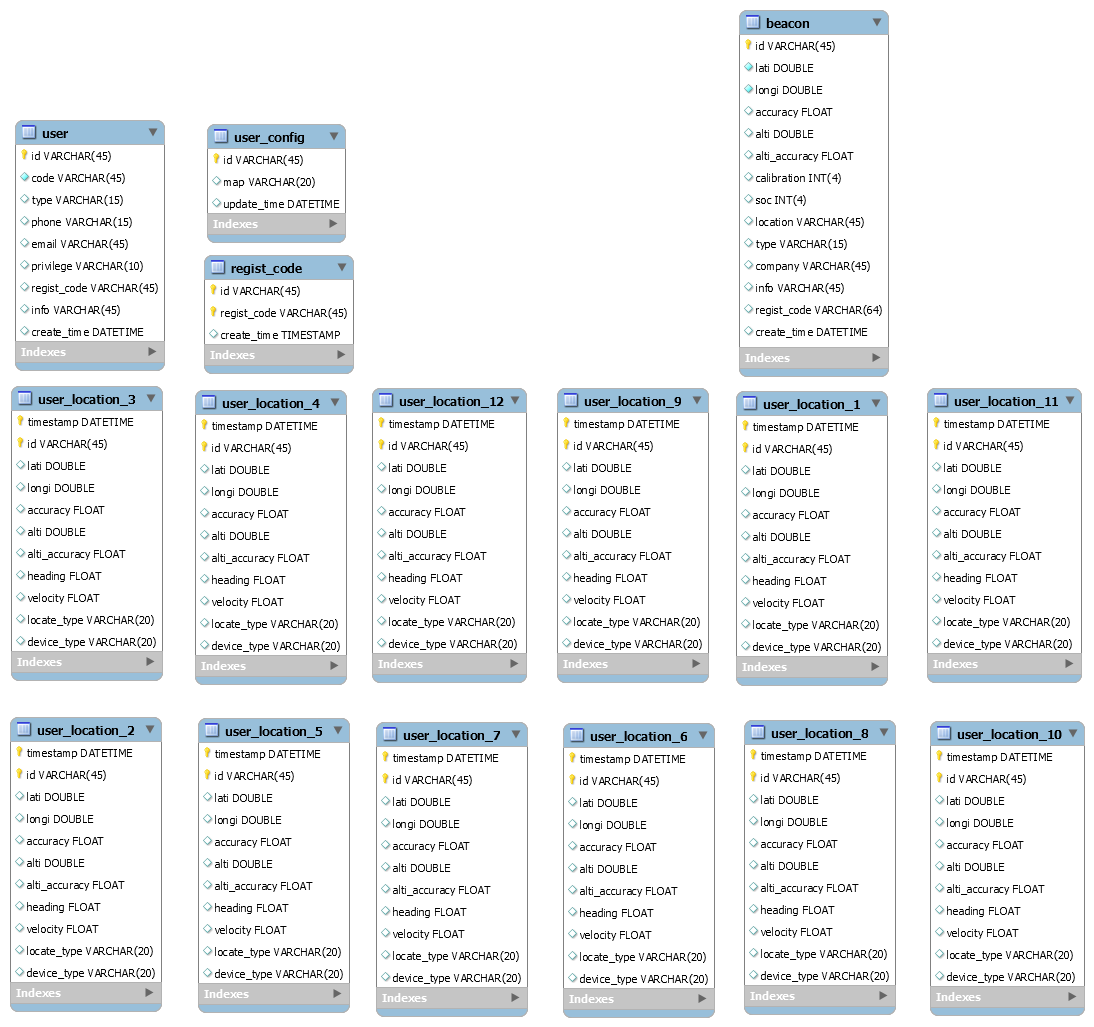 beacon
id VARCHAR(45)
lati DOUBLE
longi DOUBLE
accuracy FLOAT
alti DOUBLE
alti_accuracy FLOAT
calibration INT(4)
soc INT(4)
location VARCHAR(45)
type VARCHAR(15)
company VARCHAR(45)
info VARCHAR(45)
regist_code VARCHAR(64)
create_time DATETIME
Indexes
user
id VARCHAR(45)
code VARCHAR(45)
type VARCHAR(15)
phone VARCHAR(15)
email VARCHAR(45)
privilege VARCHAR(10)
regist_code VARCHAR(45)
info VARCHAR(45)
create_time DATETIME
Indexes
user_config
id VARCHAR(45)
map VARCHAR(20)
update_time DATETIME
Indexes
regist_code
id VARCHAR(45)
regist_code VARCHAR(45)
create_time TIMESTAMP
Indexes
user_location_3
timestamp DATETIME
id VARCHAR(45)
lati DOUBLE
longi DOUBLE
accuracy FLOAT
alti DOUBLE
alti_accuracy FLOAT
heading FLOAT
velocity FLOAT
locate_type VARCHAR(20)
device_type VARCHAR(20)
Indexes
user_location_4
timestamp DATETIME
id VARCHAR(45)
lati DOUBLE
longi DOUBLE
accuracy FLOAT
alti DOUBLE
alti_accuracy FLOAT
heading FLOAT
velocity FLOAT
locate_type VARCHAR(20)
device_type VARCHAR(20)
Indexes
user_location_12
timestamp DATETIME
id VARCHAR(45)
lati DOUBLE
longi DOUBLE
accuracy FLOAT
alti DOUBLE
alti_accuracy FLOAT
heading FLOAT
velocity FLOAT
locate_type VARCHAR(20)
device_type VARCHAR(20)
Indexes
user_location_9
timestamp DATETIME
id VARCHAR(45)
lati DOUBLE
longi DOUBLE
accuracy FLOAT
alti DOUBLE
alti_accuracy FLOAT
heading FLOAT
velocity FLOAT
locate_type VARCHAR(20)
device_type VARCHAR(20)
Indexes
user_location_1
timestamp DATETIME
id VARCHAR(45)
lati DOUBLE
longi DOUBLE
accuracy FLOAT
alti DOUBLE
alti_accuracy FLOAT
heading FLOAT
velocity FLOAT
locate_type VARCHAR(20)
device_type VARCHAR(20)
Indexes
user_location_11
timestamp DATETIME
id VARCHAR(45)
lati DOUBLE
longi DOUBLE
accuracy FLOAT
alti DOUBLE
alti_accuracy FLOAT
heading FLOAT
velocity FLOAT
locate_type VARCHAR(20)
device_type VARCHAR(20)
Indexes
user_location_2
timestamp DATETIME
id VARCHAR(45)
lati DOUBLE
longi DOUBLE
accuracy FLOAT
alti DOUBLE
alti_accuracy FLOAT
heading FLOAT
velocity FLOAT
locate_type VARCHAR(20)
device_type VARCHAR(20)
Indexes
user_location_5
timestamp DATETIME
id VARCHAR(45)
lati DOUBLE
longi DOUBLE
accuracy FLOAT
alti DOUBLE
alti_accuracy FLOAT
heading FLOAT
velocity FLOAT
locate_type VARCHAR(20)
device_type VARCHAR(20)
Indexes
user_location_7
timestamp DATETIME
id VARCHAR(45)
lati DOUBLE
longi DOUBLE
accuracy FLOAT
alti DOUBLE
alti_accuracy FLOAT
heading FLOAT
velocity FLOAT
locate_type VARCHAR(20)
device_type VARCHAR(20)
Indexes
user_location_6
timestamp DATETIME
id VARCHAR(45)
lati DOUBLE
longi DOUBLE
accuracy FLOAT
alti DOUBLE
alti_accuracy FLOAT
heading FLOAT
velocity FLOAT
locate_type VARCHAR(20)
device_type VARCHAR(20)
Indexes
user_location_8
timestamp DATETIME
id VARCHAR(45)
lati DOUBLE
longi DOUBLE
accuracy FLOAT
alti DOUBLE
alti_accuracy FLOAT
heading FLOAT
velocity FLOAT
locate_type VARCHAR(20)
device_type VARCHAR(20)
Indexes
user_location_10
timestamp DATETIME
id VARCHAR(45)
lati DOUBLE
longi DOUBLE
accuracy FLOAT
alti DOUBLE
alti_accuracy FLOAT
heading FLOAT
velocity FLOAT
locate_type VARCHAR(20)
device_type VARCHAR(20)
Indexes